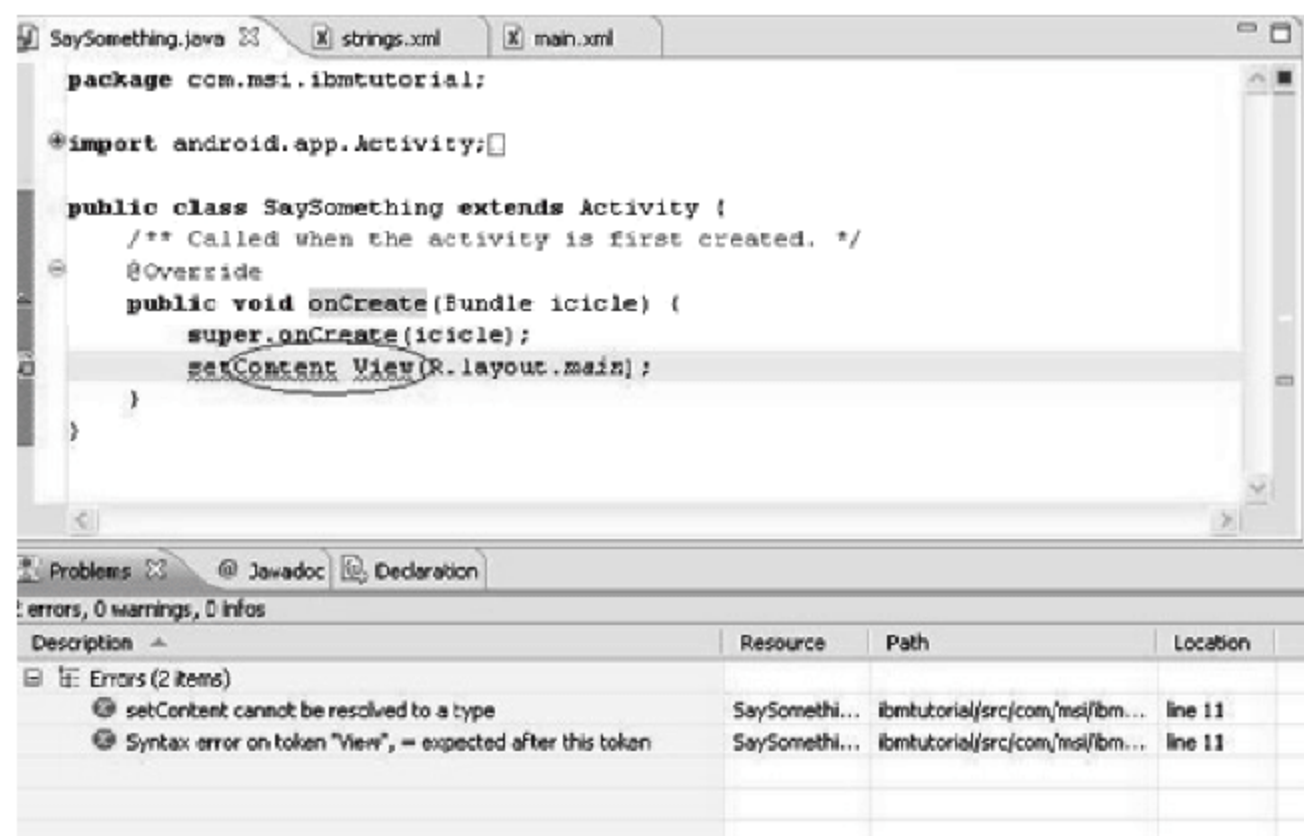 SaySomething.java strings.xml main.xml
package com.msi.ibmtutorial;
import android.app.Activity;
public class SaySomething extends Activity {
/** Called when the activity is first created. */
@Override
public void onCreate(Bundle icicle) {
super.onCreate(icicle);
setContent View(R.layout.main);
}
}
Problems @ Javadoc Declaration
errors, 0 warnings, 0 infos
Description Resource Path Location
Errors (2 items)
setContent cannot be resolved to a type SaySomethi... ibmtutorial/src/com/msi/ibm... line 11
Syntax error on token "View", = expected after this token SaySomethi... ibmtutorial/src/com/msi/ibm... line 11